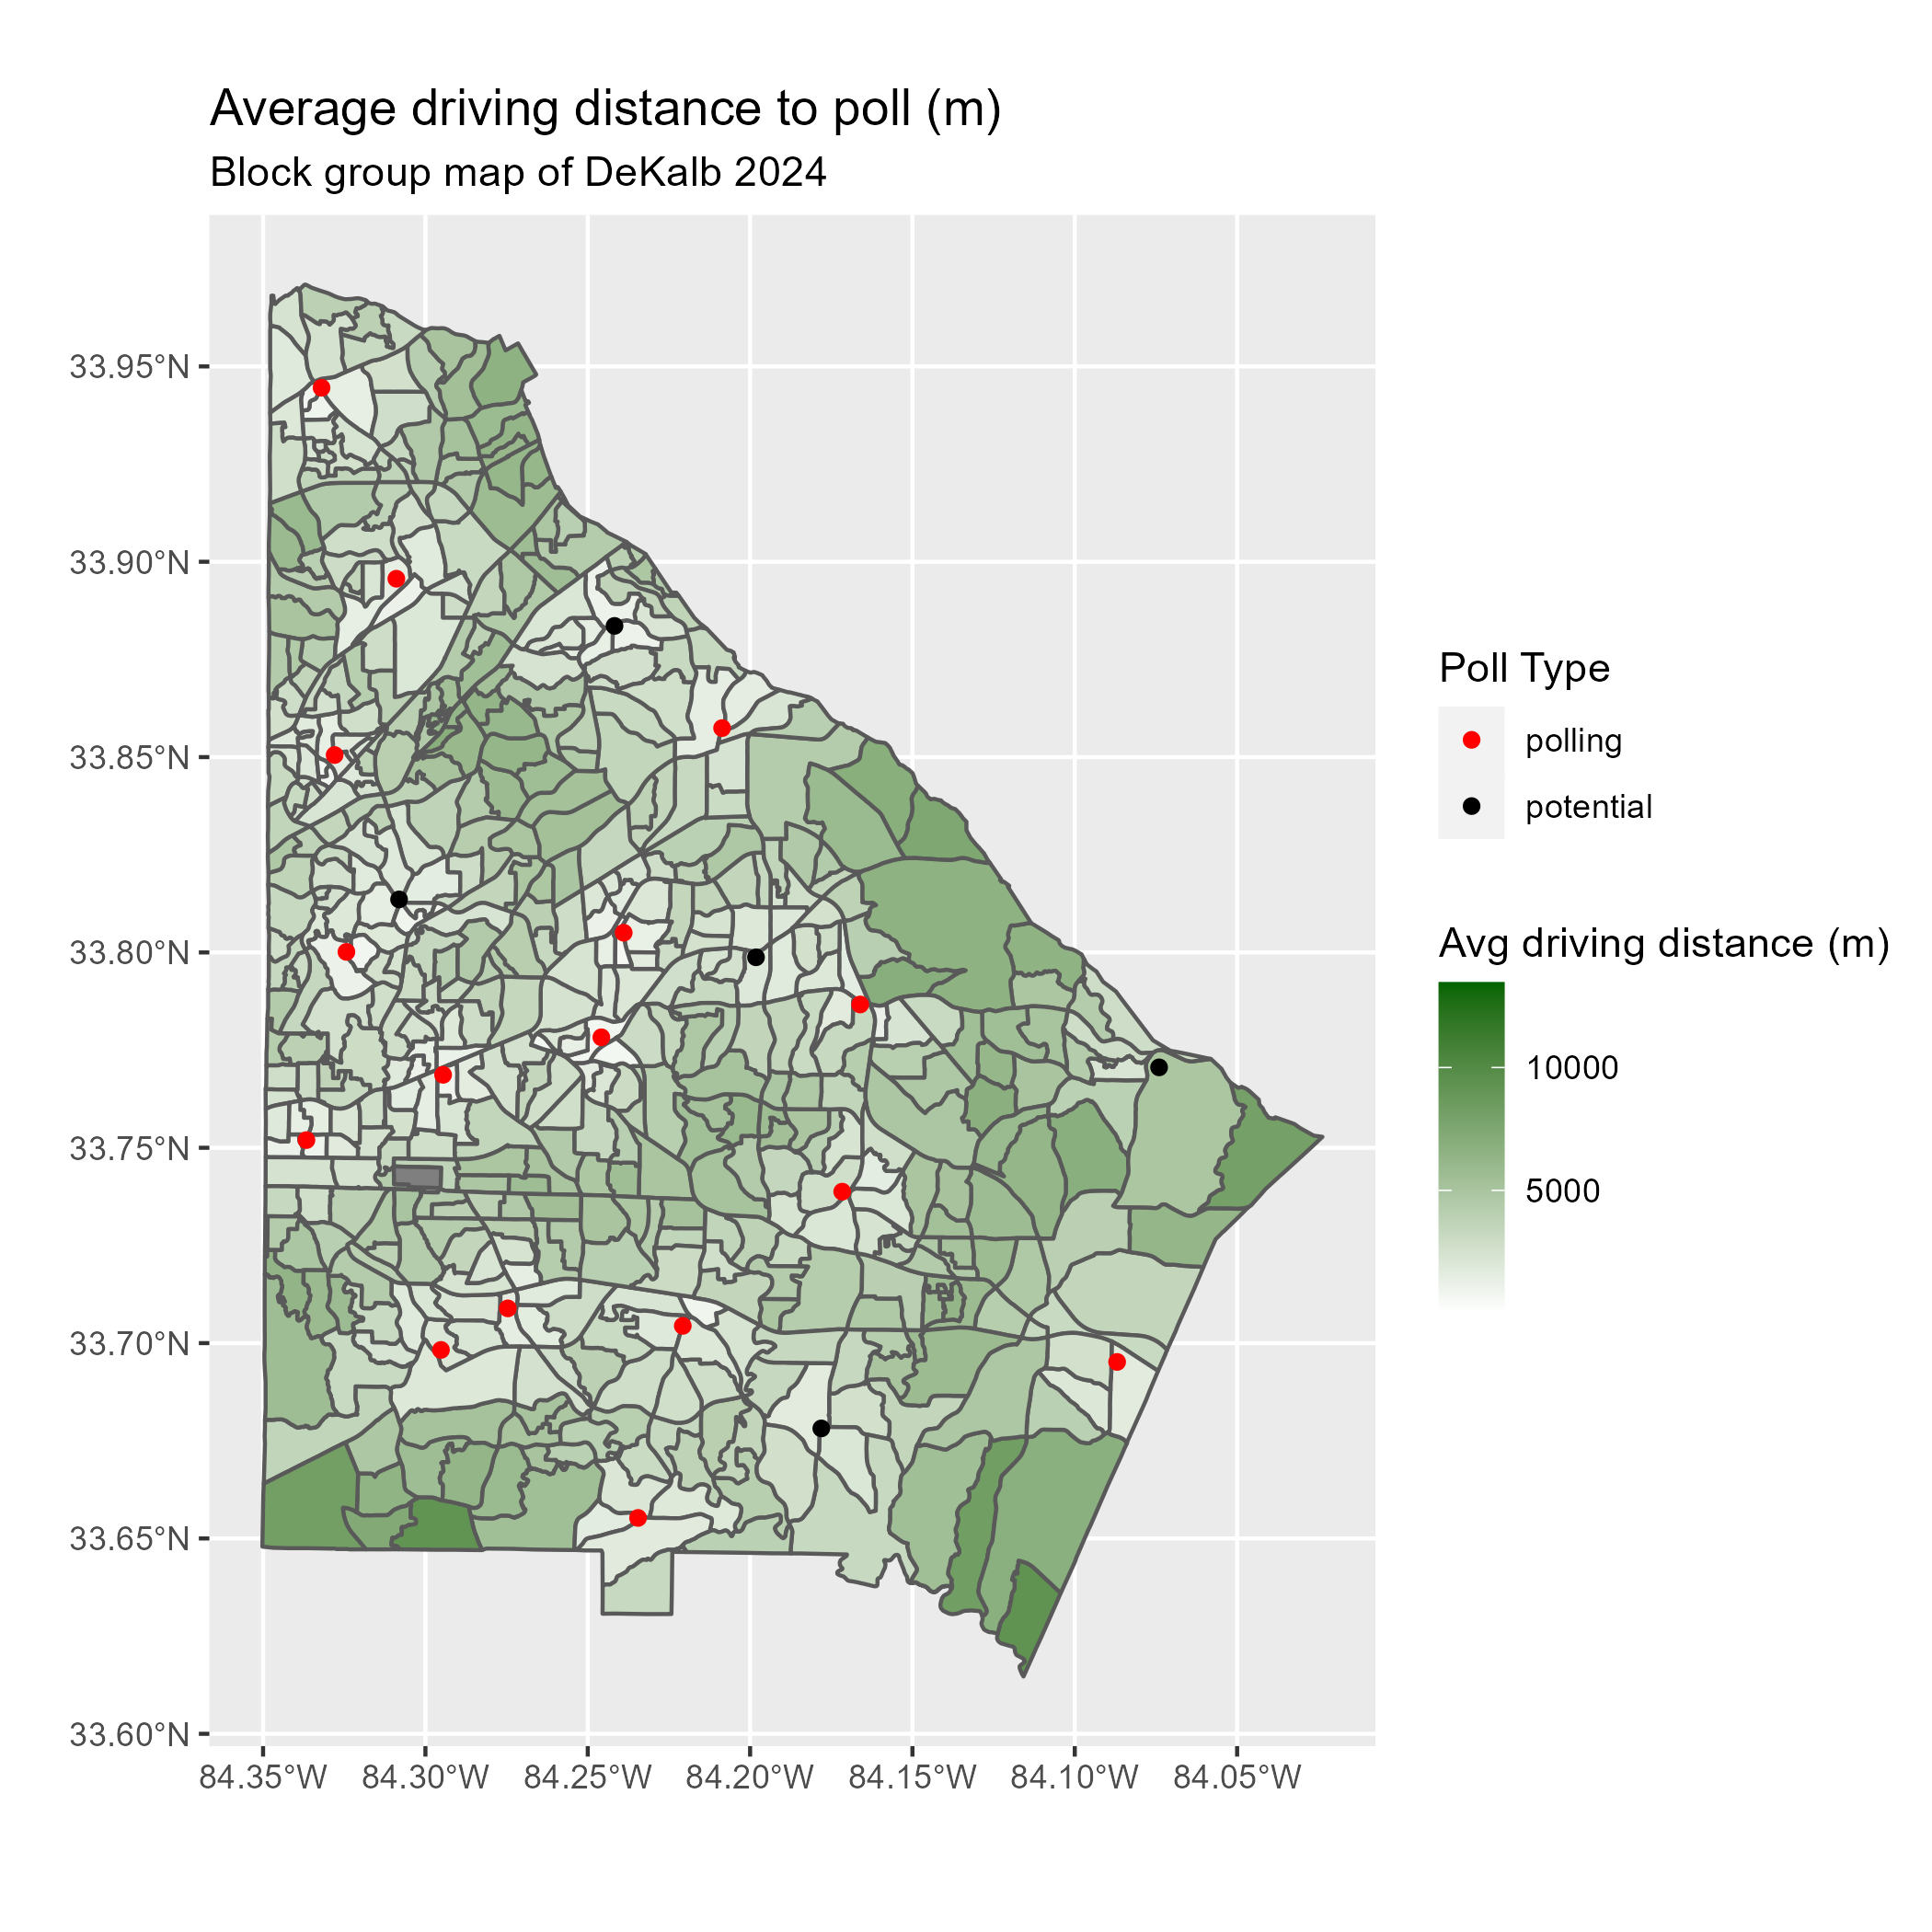 Average driving distance to poll (m)
Block group map of DeKalb 2024
33.95°N
33.90°N
33.85°N
33.80°N
33.75°N
33.70°N
33.65°N
33.60°N
84.35°W 84.30°W 84.25°W 84.20°W 84.15°W 84.10°W 84.05°W
Poll Type
polling
potential
Avg driving distance (m)
10000
5000